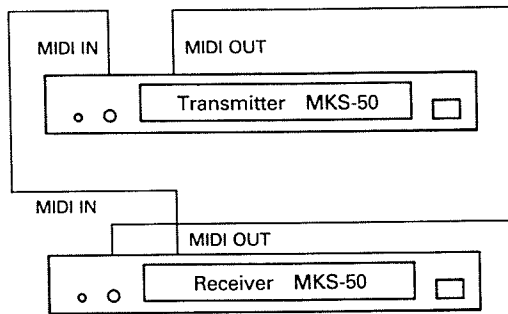 MIDI IN MIDI OUT
Transmitter MKS-50
MIDI IN
MIDI OUT
Receiver MKS-50